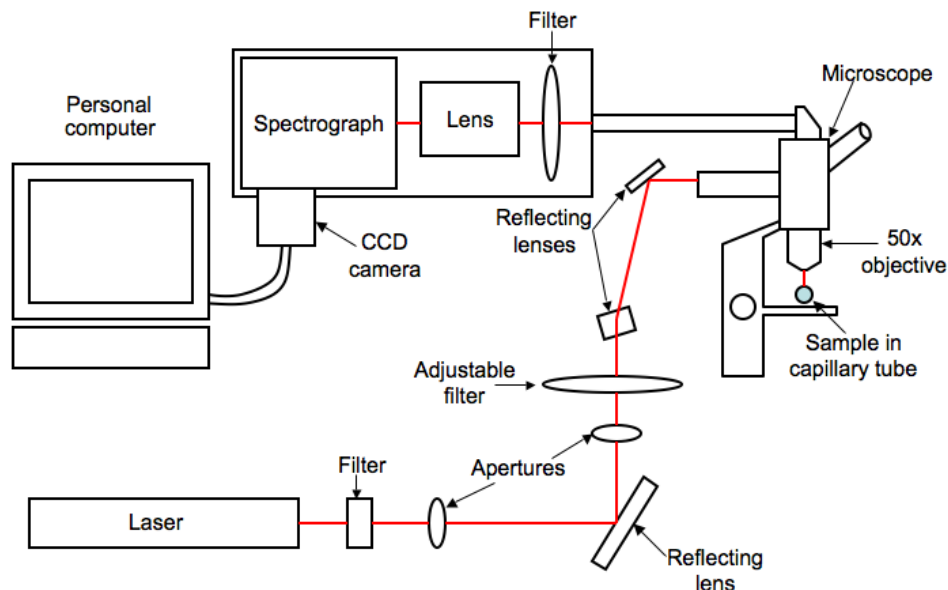 Filter
Microscope
Personal
computer
Spectrograph
Lens
Reflecting
lenses
CCD
camera
50x
objective
Sample in
capillary tube
Adjustable
filter
Filter
Apertures
Laser
Reflecting
lens